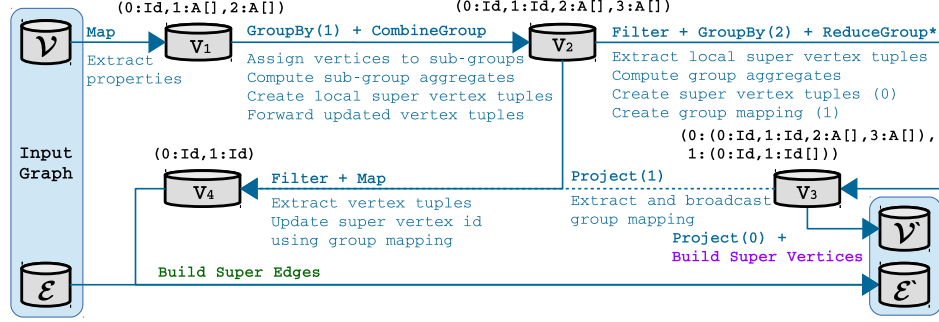 (0:Id,1:A[],2:A[])
(0:Id,1:Id,2:A[],3:A[])
𝒱
Map
Extract
properties
V1
GroupBy(1) + CombineGroup
Assign vertices to sub-groups
Compute sub-group aggregates
Create local super vertex tuples
Forward updated vertex tuples
V2
Filter + GroupBy(2) + ReduceGroup*
Extract local super vertex tuples
Compute group aggregates
Create super vertex tuples (0)
Create group mapping (1)
(0:(0:Id,1:Id,2:A[],3:A[]),
1:(0:Id,1:Id[]))
Input
Graph
(0:Id,1:Id)
V4
Filter + Map
Extract vertex tuples
Update super vertex id
using group mapping
Project(1)
Extract and broadcast
group mapping
V3
Project(0) +
Build Super Vertices
𝒱`
Build Super Edges
ℰ
ℰ`